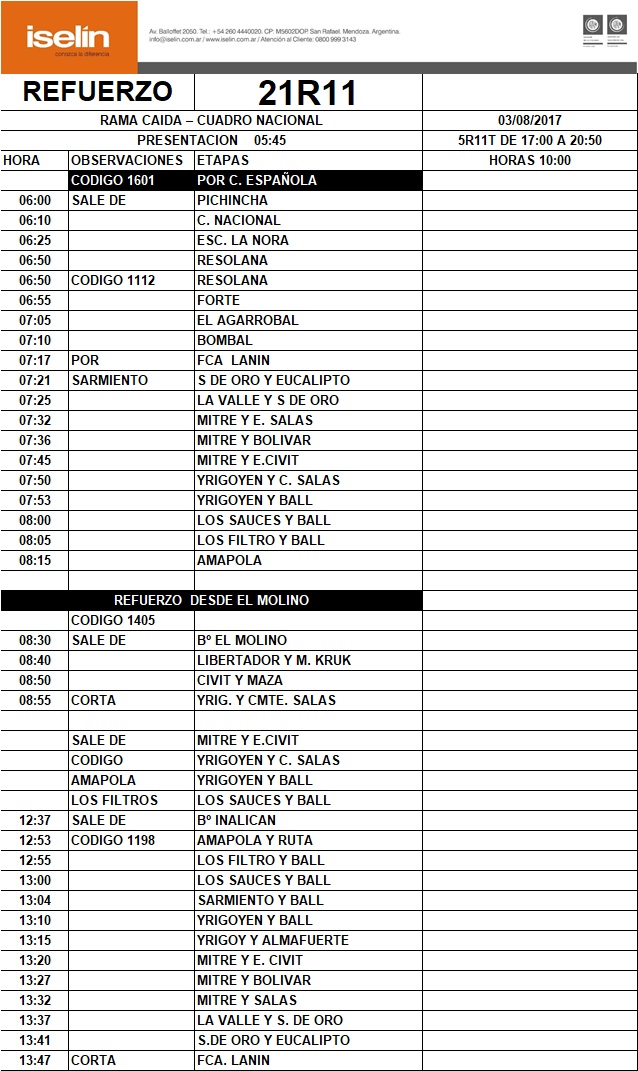 iselín
conozca la diferencia
Av. Balloffet 2050. Tel.: +54 260 4440020. CP. M5602DOP. San Rafael. Mendoza. Argentina.
info@iselin.com.ar / www.iselin.com.ar / Atención al Cliente: 0800 999 3143
REFUERZO 21R11
RAMA CAIDA – CUADRO NACIONAL 03/08/2017
PRESENTACION 05:45 5R11T DE 17:00 A 20:50
HORA OBSERVACIONES ETAPAS HORAS 10:00
CODIGO 1601 POR C. ESPAÑOLA
06:00 SALE DE PICHINCHA
06:10 C. NACIONAL
06:25 ESC. LA NORA
06:50 RESOLANA
06:50 CODIGO 1112 RESOLANA
06:55 FORTE
07:05 EL AGARROBAL
07:10 BOMBAL
07:17 POR FCA LANIN
07:21 SARMIENTO S DE ORO Y EUCALIPTO
07:25 LA VALLE Y S DE ORO
07:32 MITRE Y E. SALAS
07:36 MITRE Y BOLIVAR
07:45 MITRE Y E.CIVIT
07:50 YRIGOYEN Y C. SALAS
07:53 YRIGOYEN Y BALL
08:00 LOS SAUCES Y BALL
08:05 LOS FILTRO Y BALL
08:15 AMAPOLA
REFUERZO DESDE EL MOLINO
CODIGO 1405
08:30 SALE DE Bº EL MOLINO
08:40 LIBERTADOR Y M. KRUK
08:50 CIVIT Y MAZA
08:55 CORTA YRIG. Y CMTE. SALAS
SALE DE MITRE Y E.CIVIT
CODIGO YRIGOYEN Y C. SALAS
AMAPOLA YRIGOYEN Y BALL
LOS FILTROS LOS SAUCES Y BALL
12:37 SALE DE Bº INALICAN
12:53 CODIGO 1198 AMAPOLA Y RUTA
12:55 LOS FILTRO Y BALL
13:00 LOS SAUCES Y BALL
13:04 SARMIENTO Y BALL
13:10 YRIGOYEN Y BALL
13:15 YRIGOY Y ALMAFUERTE
13:20 MITRE Y E. CIVIT
13:27 MITRE Y BOLIVAR
13:32 MITRE Y SALAS
13:37 LA VALLE Y S. DE ORO
13:41 S.DE ORO Y EUCALIPTO
13:47 CORTA FCA. LANIN